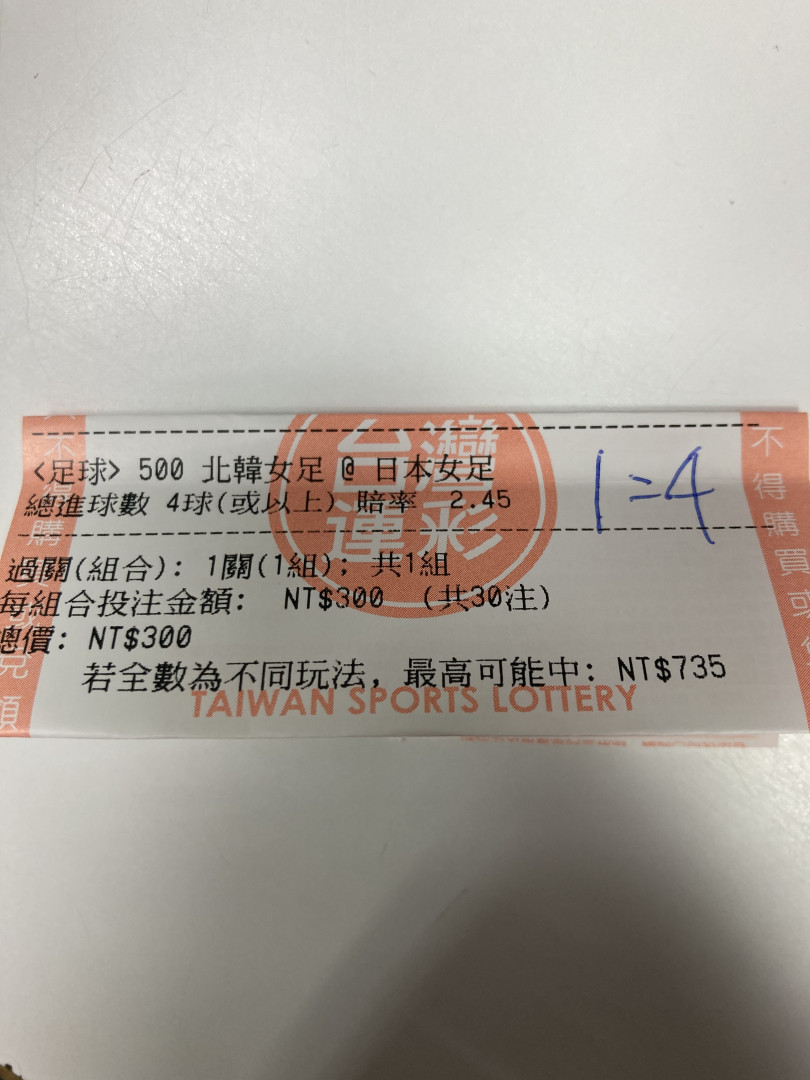 <足球> 500 北韓女足 @ 日本女足
總進球數 4球(或以上) 賠率 2.45
1=4
過關(組合): 1關(1組); 共1組
每組合投注金額: NT$300 (共30注)
總價: NT$300
若全數為不同玩法, 最高可能中: NT$735
台灣
運彩
TAIWAN SPORTS LOTTERY
不得購買或